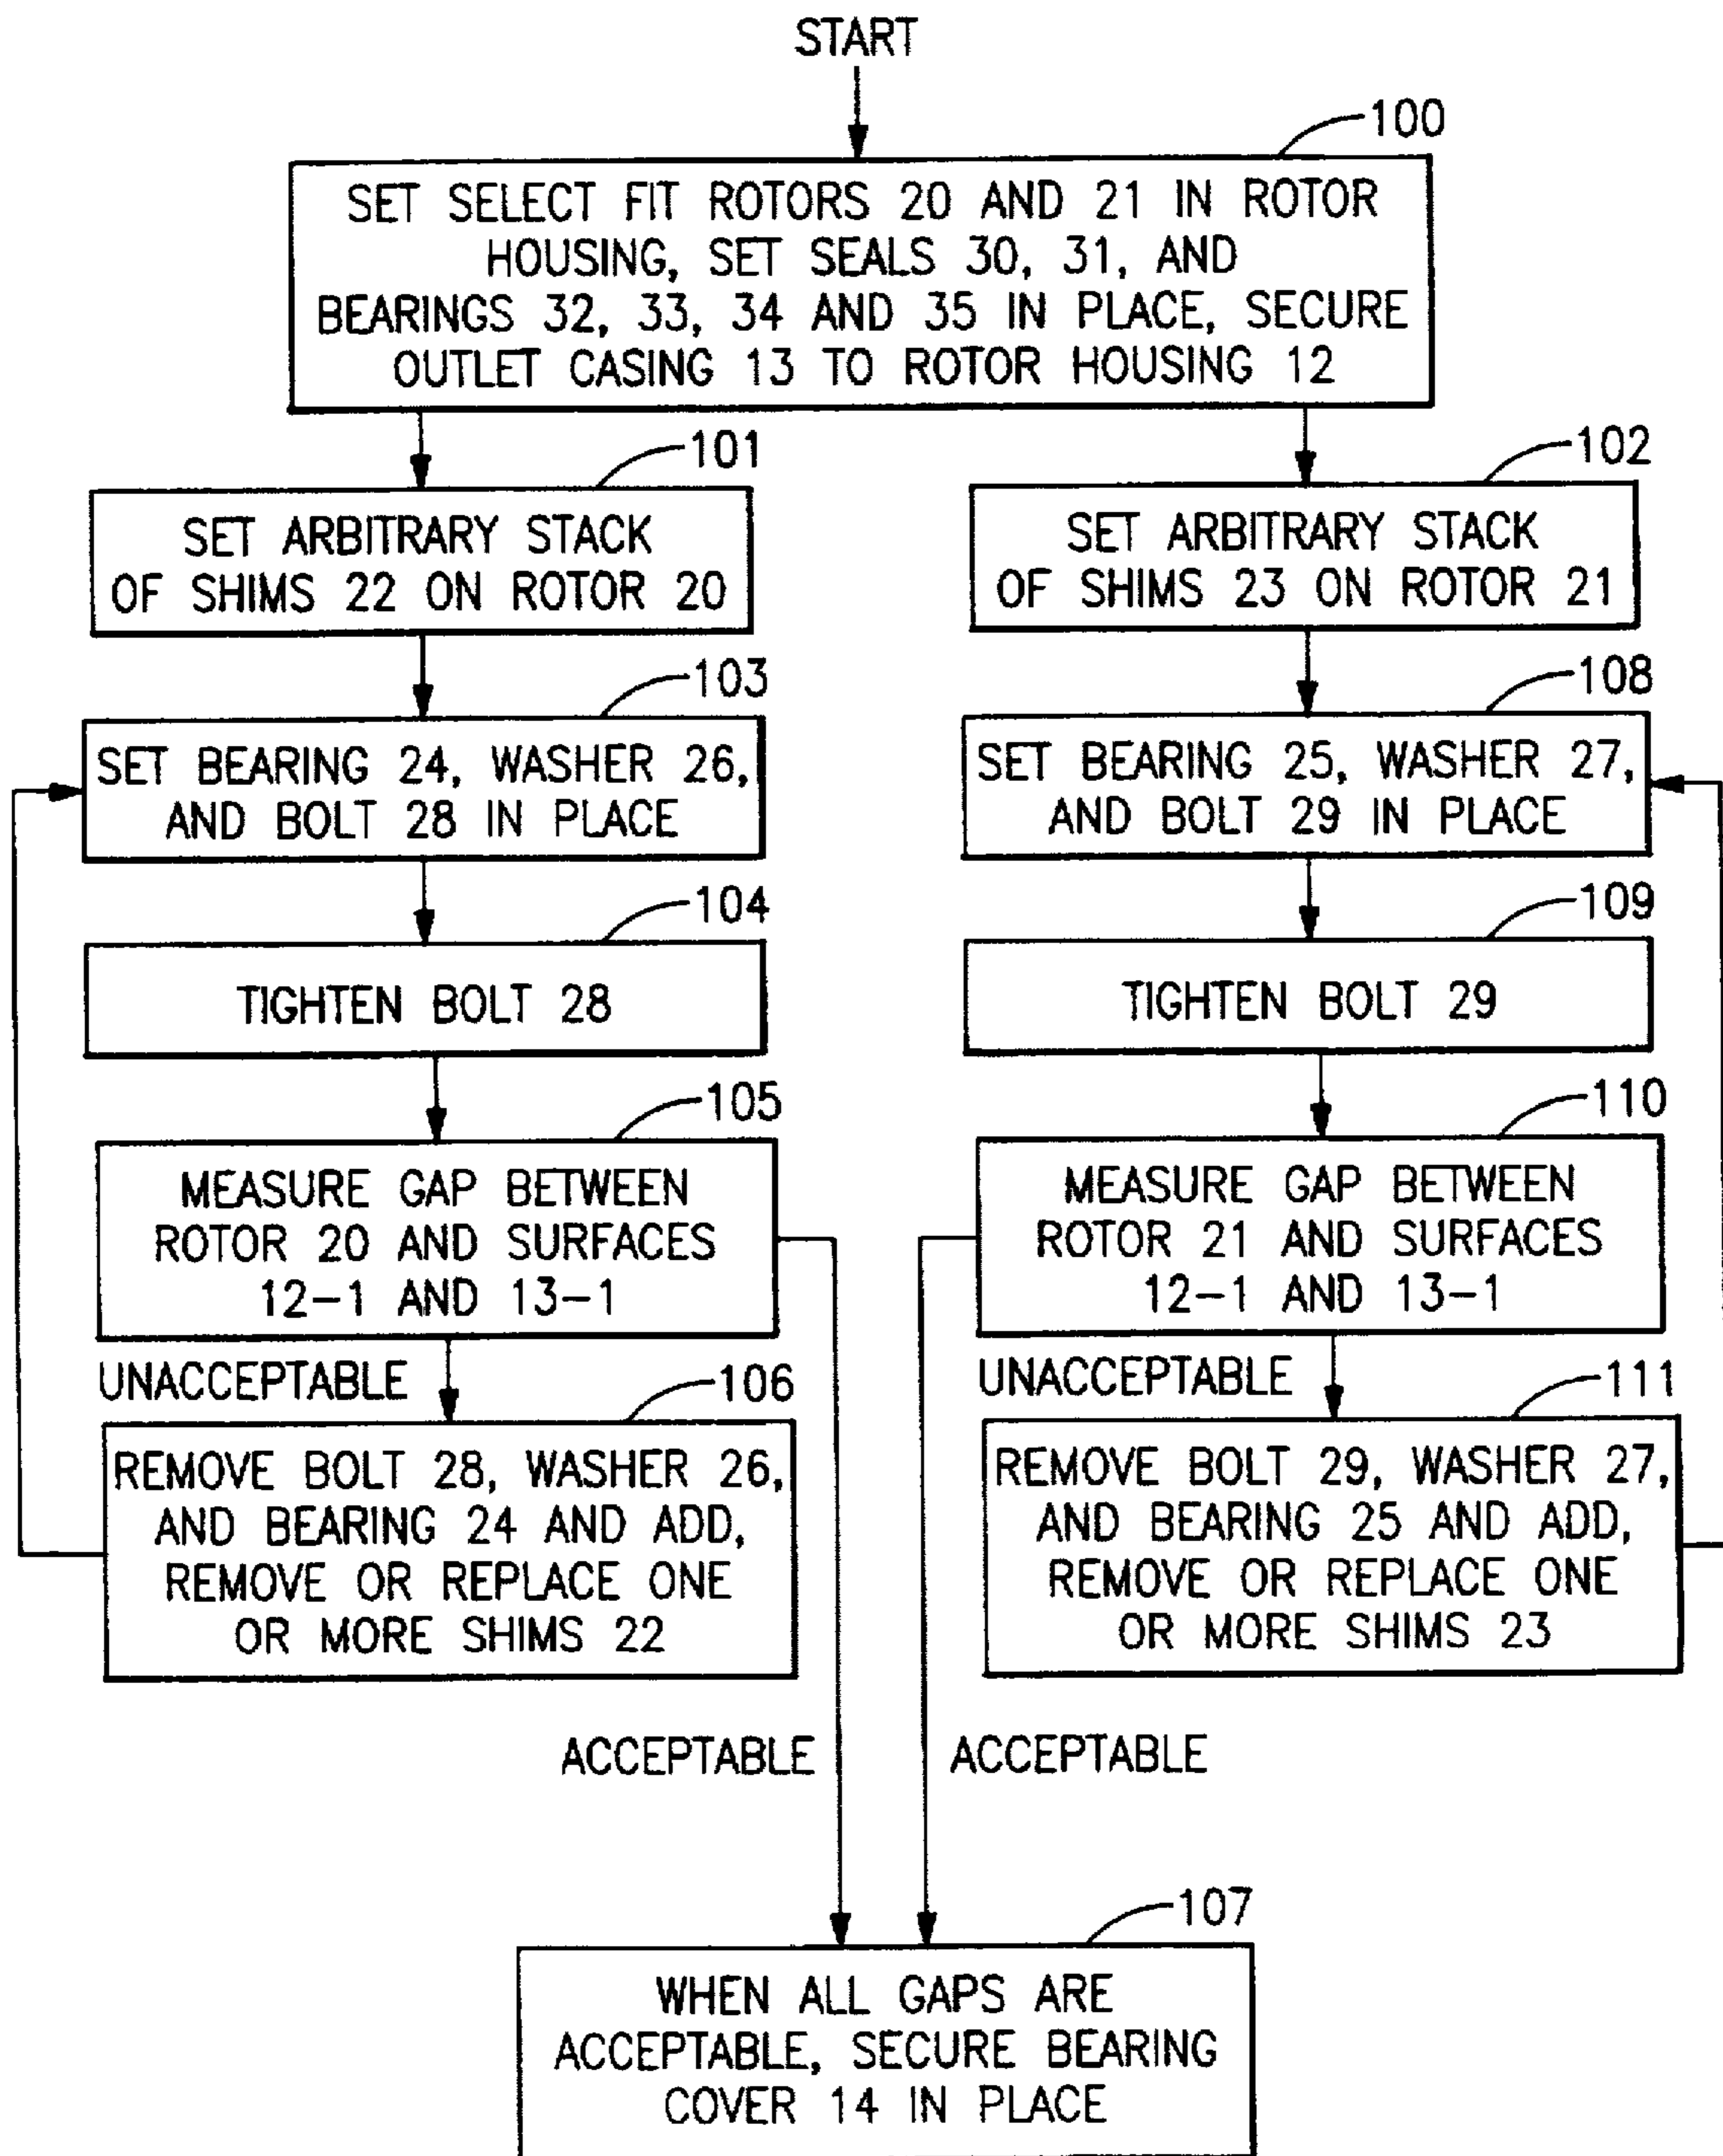 START
100
SET SELECT FIT ROTORS 20 AND 21 IN ROTOR
HOUSING, SET SEALS 30, 31, AND
BEARINGS 32, 33, 34 AND 35 IN PLACE, SECURE
OUTLET CASING 13 TO ROTOR HOUSING 12
101
SET ARBITRARY STACK
OF SHIMS 22 ON ROTOR 20
102
SET ARBITRARY STACK
OF SHIMS 23 ON ROTOR 21
103
SET BEARING 24, WASHER 26,
AND BOLT 28 IN PLACE
108
SET BEARING 25, WASHER 27,
AND BOLT 29 IN PLACE
104
TIGHTEN BOLT 28
109
TIGHTEN BOLT 29
105
MEASURE GAP BETWEEN
ROTOR 20 AND SURFACES
12-1 AND 13-1
110
MEASURE GAP BETWEEN
ROTOR 21 AND SURFACES
12-1 AND 13-1
UNACCEPTABLE
106
REMOVE BOLT 28, WASHER 26,
AND BEARING 24 AND ADD,
REMOVE OR REPLACE ONE
OR MORE SHIMS 22
UNACCEPTABLE
111
REMOVE BOLT 29, WASHER 27,
AND BEARING 25 AND ADD,
REMOVE OR REPLACE ONE
OR MORE SHIMS 23
ACCEPTABLE
ACCEPTABLE
107
WHEN ALL GAPS ARE
ACCEPTABLE, SECURE BEARING
COVER 14 IN PLACE